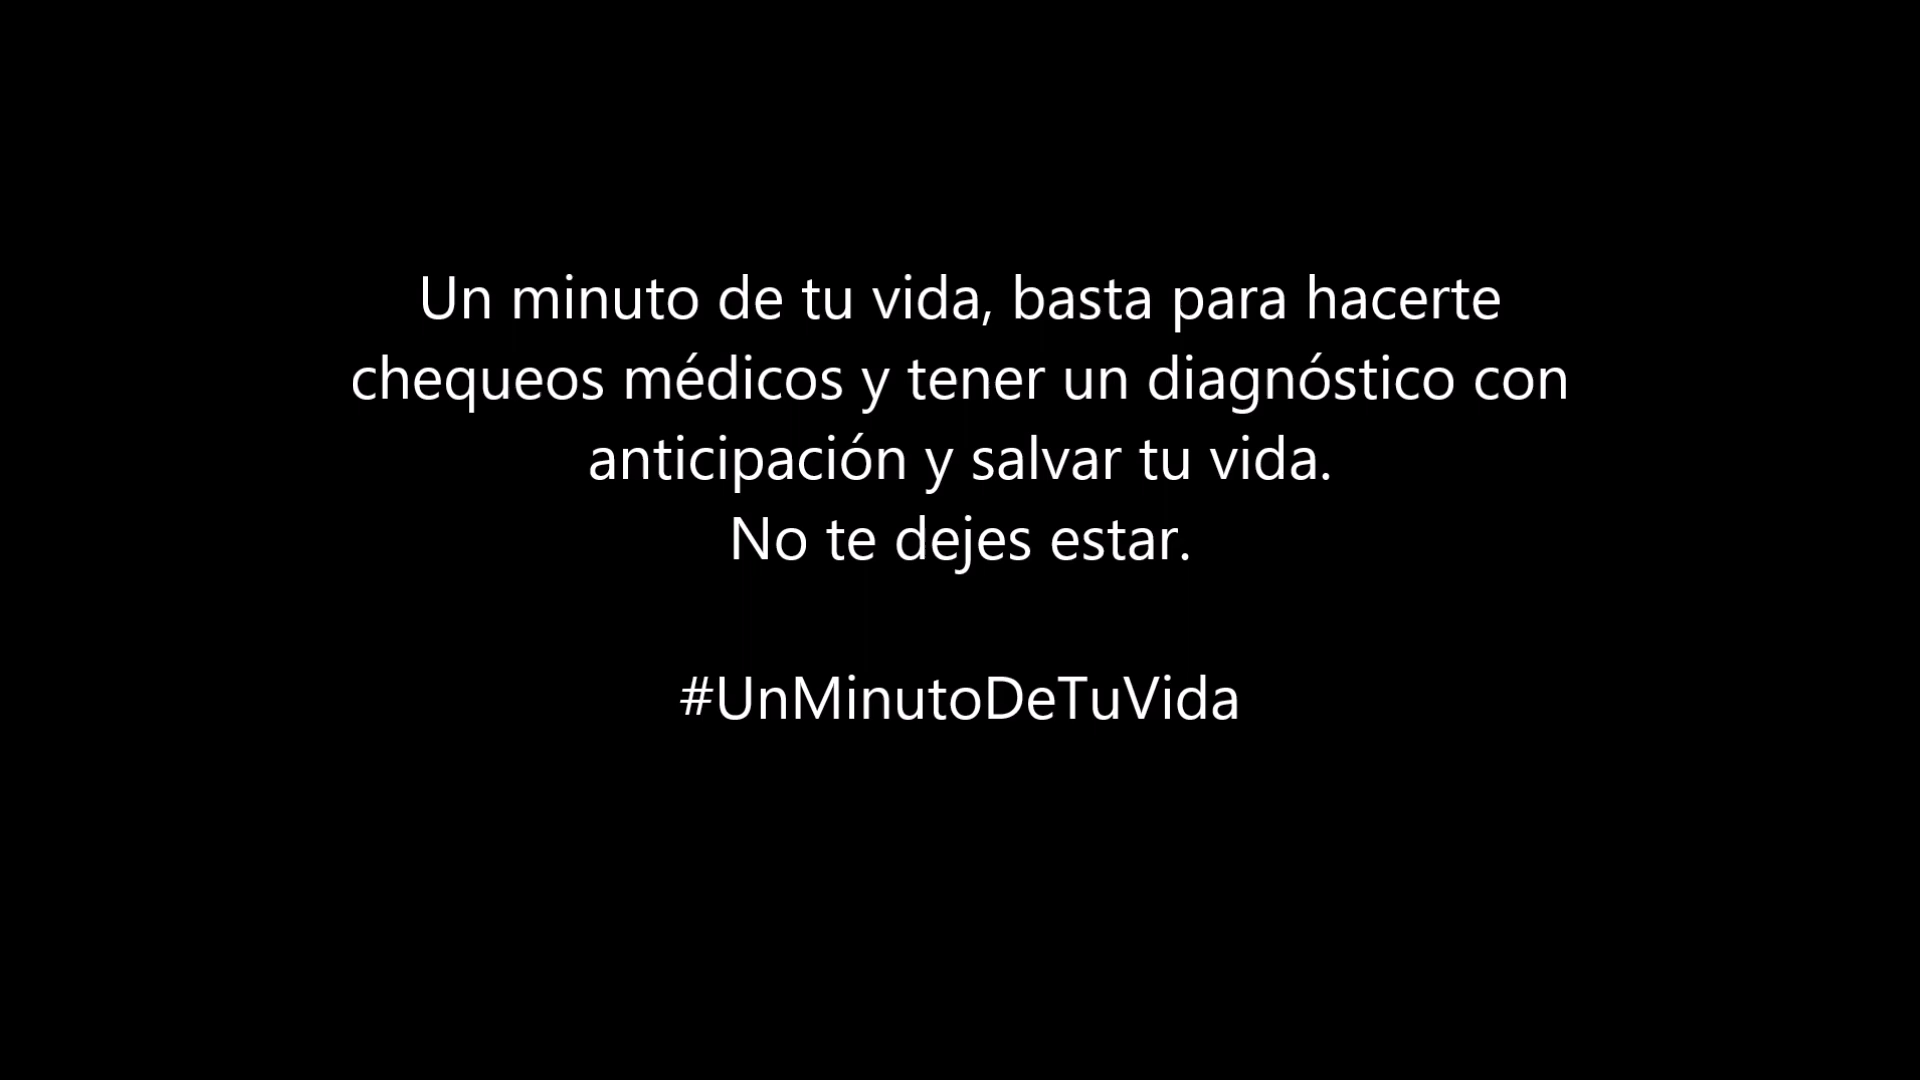 Un minuto de tu vida, basta para hacerte
chequeos médicos y tener un diagnóstico con
anticipación y salvar tu vida.
No te dejes estar.
#UnMinutoDeTuVida